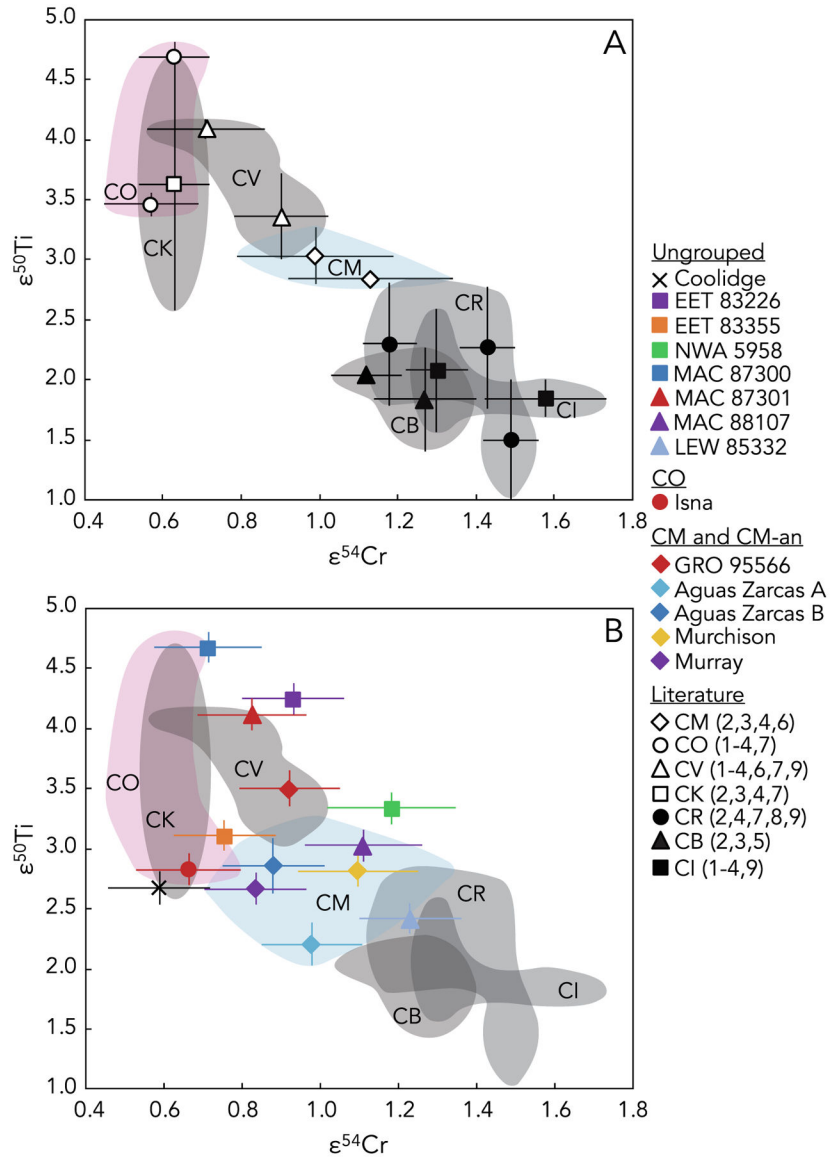 A
5.0
4.5
4.0
3.5
3.0
2.5
2.0
1.5
1.0
ε⁵⁰Ti
CO
CK
CV
CM
CR
CB
CI
0.4 0.6 0.8 1.0 1.2 1.4 1.6 1.8
ε⁵⁴Cr
B
5.0
4.5
4.0
3.5
3.0
2.5
2.0
1.5
1.0
ε⁵⁰Ti
CO
CK
CV
CM
CR
CB
CI
0.4 0.6 0.8 1.0 1.2 1.4 1.6 1.8
ε⁵⁴Cr
Ungrouped
Coolidge
EET 83226
EET 83355
NWA 5958
MAC 87300
MAC 87301
MAC 88107
LEW 85332
CO
Isna
CM and CM-an
GRO 95566
Aguas Zarcas A
Aguas Zarcas B
Murchison
Murray
Literature
CM (2,3,4,6)
CO (1-4,7)
CV (1-4,6,7,9)
CK (2,3,4,7)
CR (2,4,7,8,9)
CB (2,3,5)
CI (1-4,9)